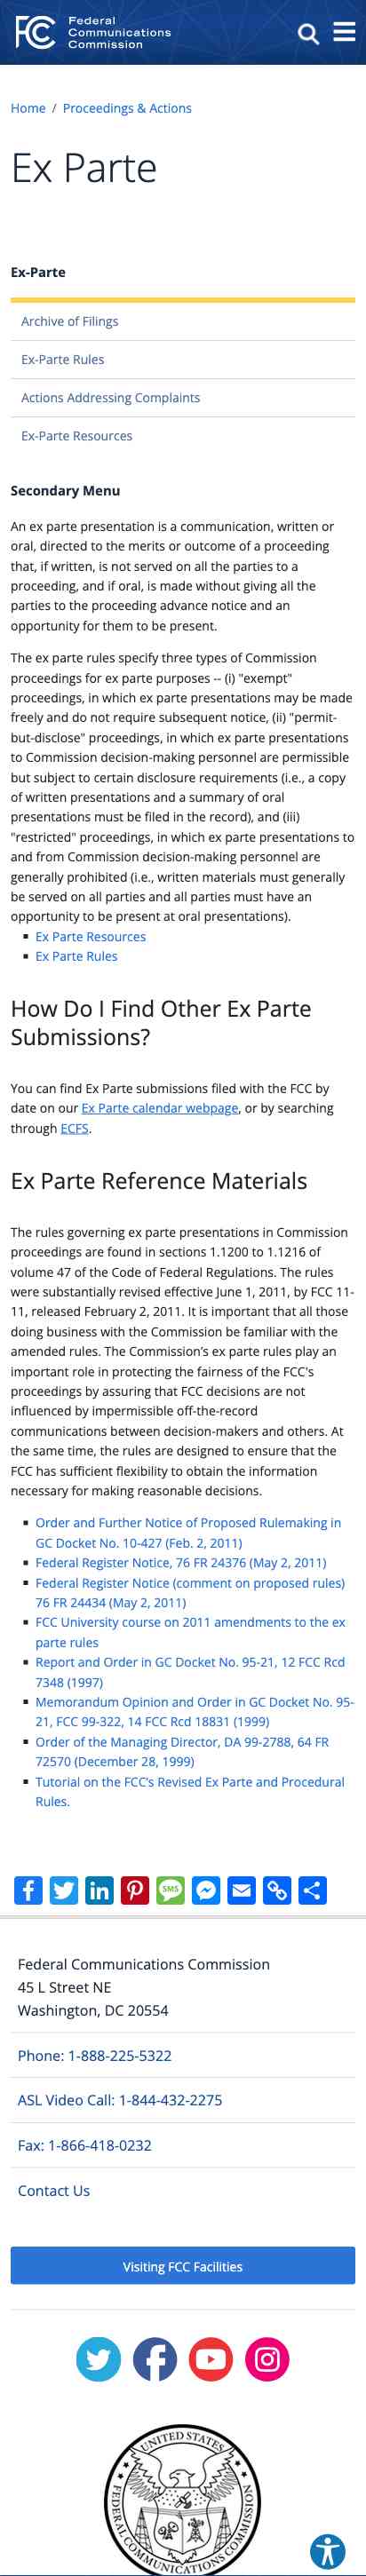 Federal
Communications
Commission
Home / Proceedings & Actions
Ex Parte
Ex-Parte
Archive of Filings
Ex-Parte Rules
Actions Addressing Complaints
Ex-Parte Resources
Secondary Menu
An ex parte presentation is a communication, written or
oral, directed to the merits or outcome of a proceeding
that, if written, is not served on all the parties to a
proceeding, and if oral, is made without giving all the
parties to the proceeding advance notice and an
opportunity for them to be present.
The ex parte rules specify three types of Commission
proceedings for ex parte purposes -- (i) "exempt"
proceedings, in which ex parte presentations may be made
freely and do not require subsequent notice, (ii) "permit-
but-disclose" proceedings, in which ex parte presentations
to Commission decision-making personnel are permissible
but subject to certain disclosure requirements (i.e., a copy
of written presentations and a summary of oral
presentations must be filed in the record), and (iii)
"restricted" proceedings, in which ex parte presentations to
and from Commission decision-making personnel are
generally prohibited (i.e., written materials must generally
be served on all parties and all parties must have an
opportunity to be present at oral presentations).
Ex Parte Resources
Ex Parte Rules
How Do I Find Other Ex Parte
Submissions?
You can find Ex Parte submissions filed with the FCC by
date on our Ex Parte calendar webpage, or by searching
through ECFS.
Ex Parte Reference Materials
The rules governing ex parte presentations in Commission
proceedings are found in sections 1.1200 to 1.1216 of
volume 47 of the Code of Federal Regulations. The rules
were substantially revised effective June 1, 2011, by FCC 11-
11, released February 2, 2011. It is important that all those
doing business with the Commission be familiar with the
amended rules. The Commission's ex parte rules play an
important role in protecting the fairness of the FCC's
proceedings by assuring that FCC decisions are not
influenced by impermissible off-the-record
communications between decision-makers and others. At
the same time, the rules are designed to ensure that the
FCC has sufficient flexibility to obtain the information
necessary for making reasonable decisions.
Order and Further Notice of Proposed Rulemaking in
GC Docket No. 10-427 (Feb. 2, 2011)
Federal Register Notice, 76 FR 24376 (May 2, 2011)
Federal Register Notice (comment on proposed rules)
76 FR 24434 (May 2, 2011)
FCC University course on 2011 amendments to the ex
parte rules
Report and Order in GC Docket No. 95-21, 12 FCC Rcd
7348 (1997)
Memorandum Opinion and Order in GC Docket No. 95-
21, FCC 99-322, 14 FCC Rcd 18831 (1999)
Order of the Managing Director, DA 99-2788, 64 FR
72570 (December 28, 1999)
Tutorial on the FCC's Revised Ex Parte and Procedural
Rules.
SMS
Federal Communications Commission
45 L Street NE
Washington, DC 20554
Phone: 1-888-225-5322
ASL Video Call: 1-844-432-2275
Fax: 1-866-418-0232
Contact Us
Visiting FCC Facilities
UNITED STATES
FEDERAL COMMUNICATIONS COMMISSION